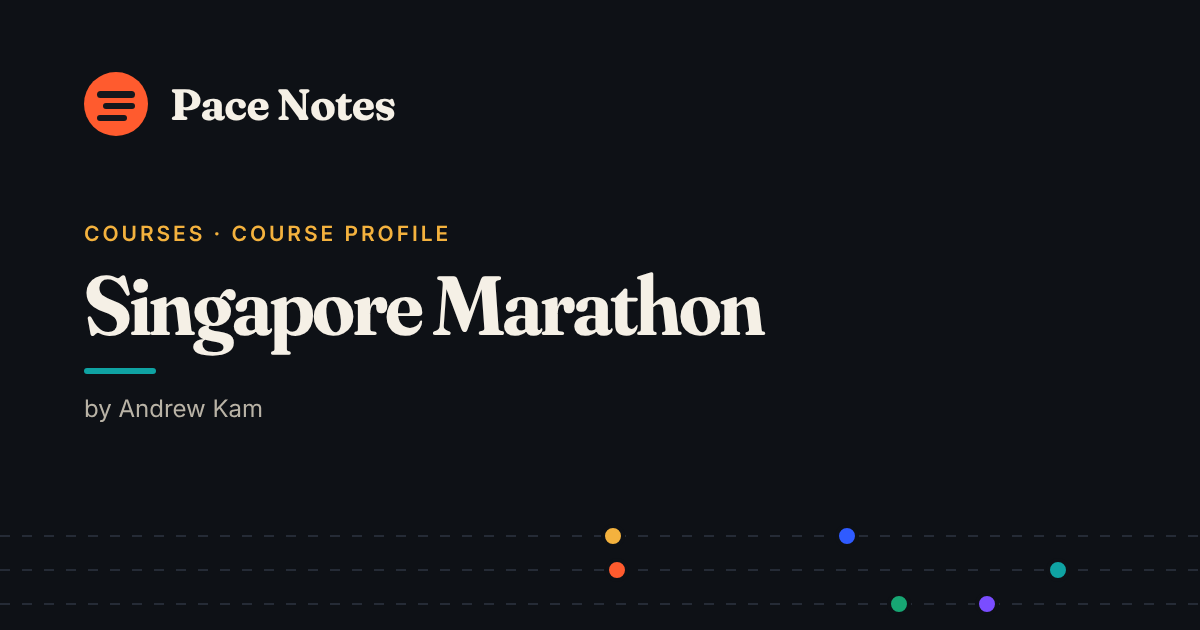 Pace Notes
COURSES · COURSE PROFILE
Singapore Marathon
by Andrew Kam